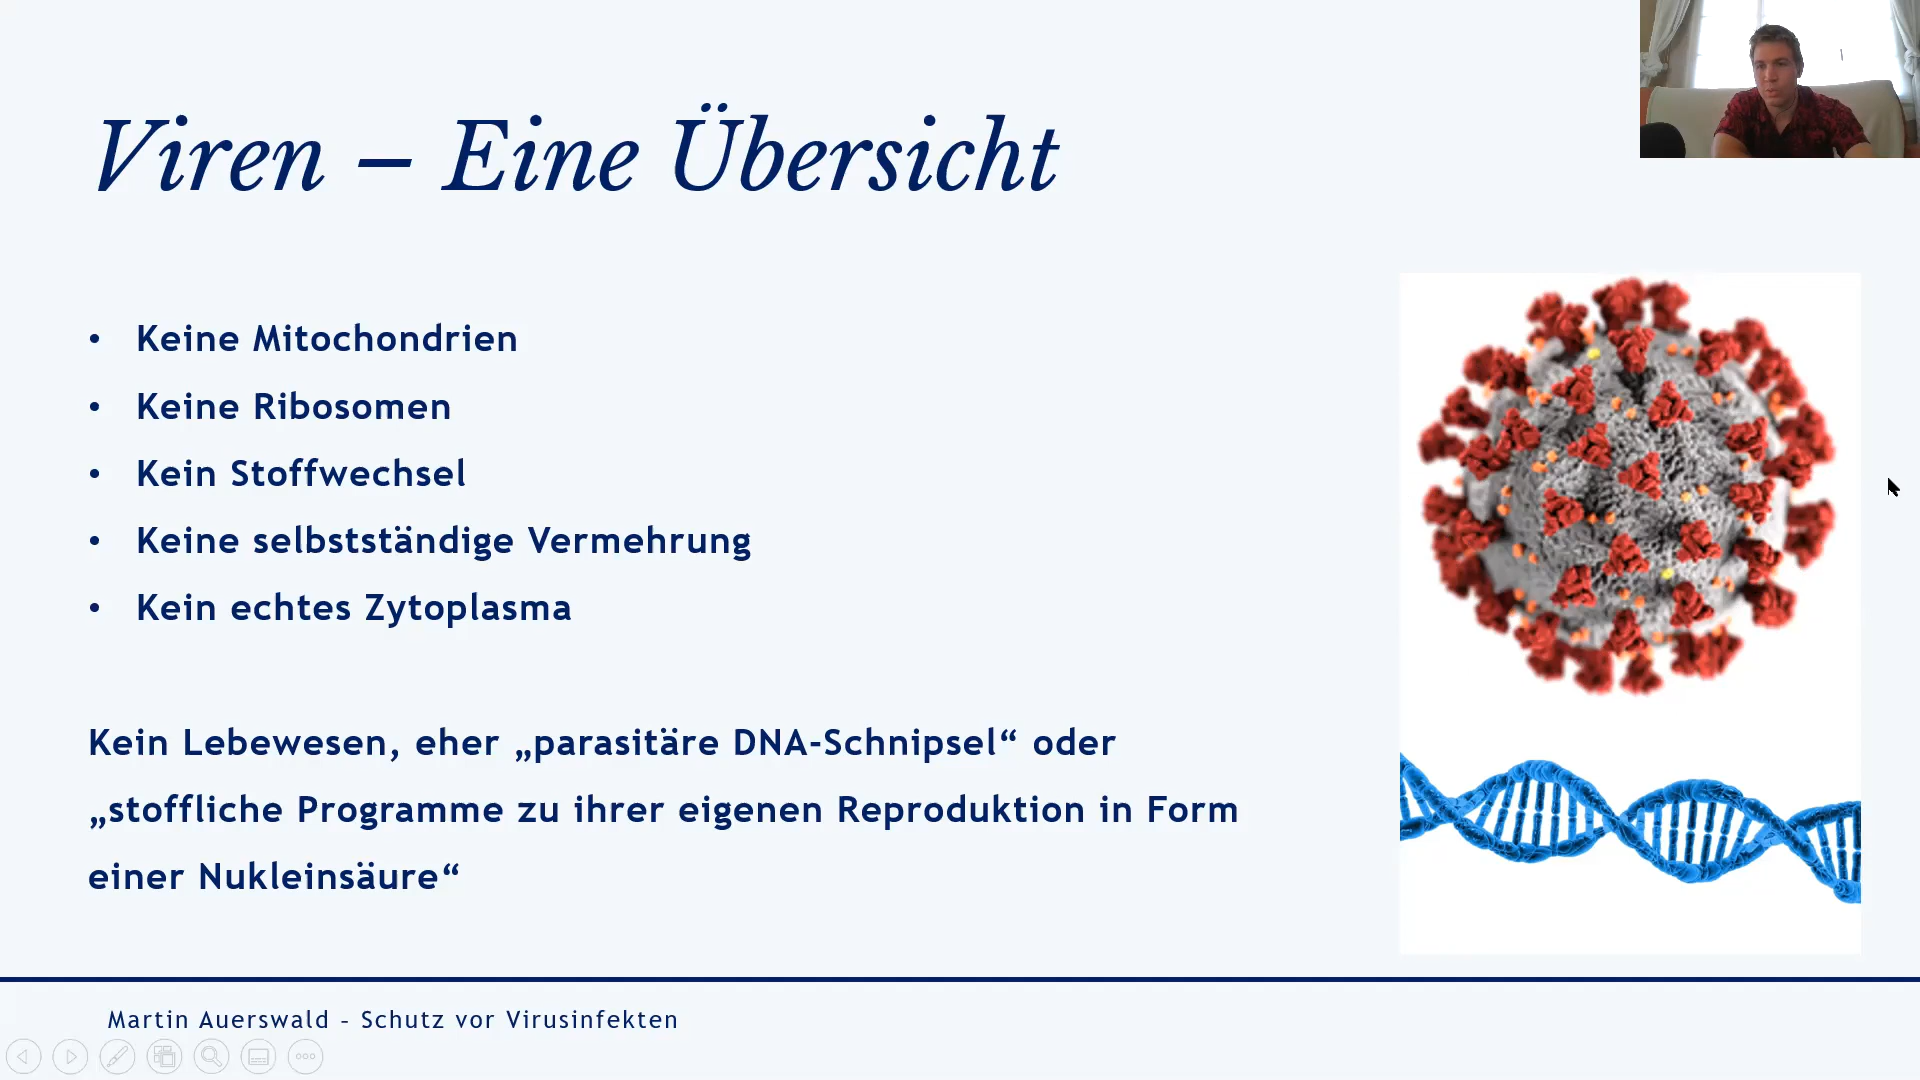 Viren – Eine Übersicht
• Keine Mitochondrien
• Keine Ribosomen
• Kein Stoffwechsel
• Keine selbstständige Vermehrung
• Kein echtes Zytoplasma
Kein Lebewesen, eher „parasitäre DNA-Schnipsel“ oder
„stoffliche Programme zu ihrer eigenen Reproduktion in Form
einer Nukleinsäure“
Martin Auerswald – Schutz vor Virusinfekten